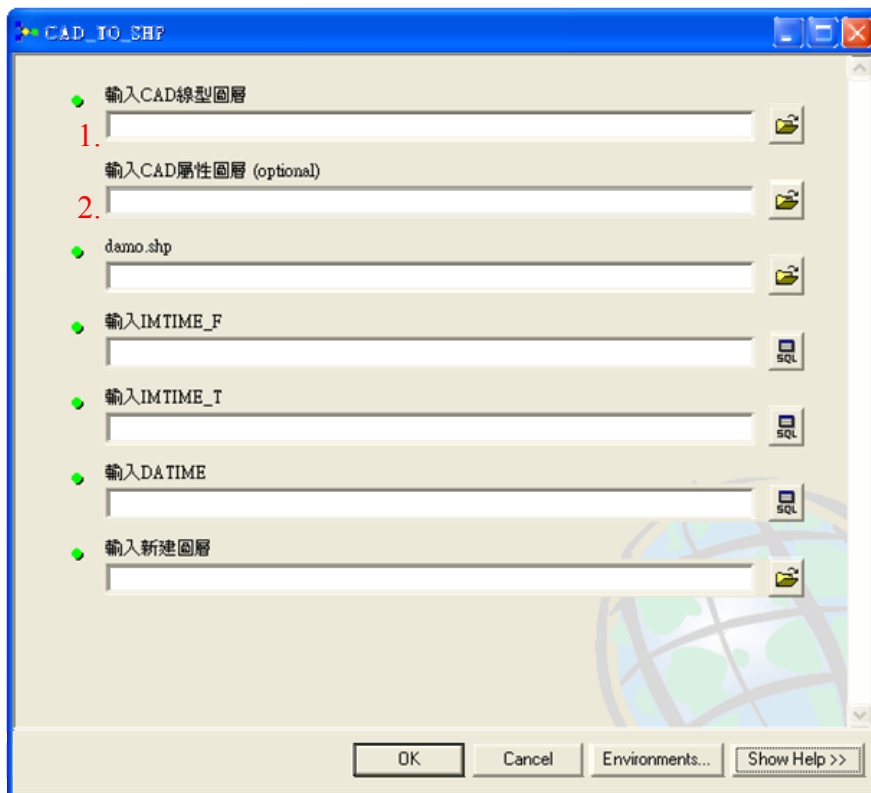 CAD_TO_SHP
輸入CAD線型圖層
1.
輸入CAD屬性圖層 (optional)
2.
damo.shp
輸入IMTIME_F
SQL
輸入IMTIME_T
SQL
輸入DATIME
SQL
輸入新建圖層
OK Cancel Environments... Show Help >>